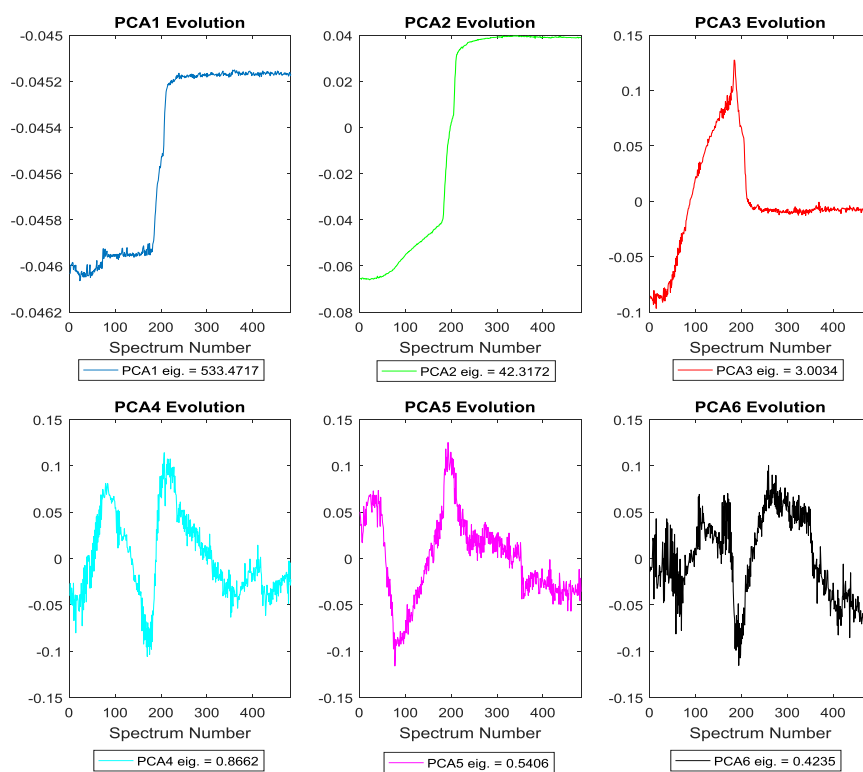 PCA1 Evolution
-0.045
-0.0452
-0.0454
-0.0456
-0.0458
-0.046
-0.0462
0 100 200 300 400
Spectrum Number
PCA1 eig. = 533.4717
PCA2 Evolution
0.04
0.02
0
-0.02
-0.04
-0.06
-0.08
0 100 200 300 400
Spectrum Number
PCA2 eig. = 42.3172
PCA3 Evolution
0.15
0.1
0.05
0
-0.05
-0.1
0 100 200 300 400
Spectrum Number
PCA3 eig. = 3.0034
PCA4 Evolution
0.15
0.1
0.05
0
-0.05
-0.1
-0.15
0 100 200 300 400
Spectrum Number
PCA4 eig. = 0.8662
PCA5 Evolution
0.15
0.1
0.05
0
-0.05
-0.1
-0.15
0 100 200 300 400
Spectrum Number
PCA5 eig. = 0.5406
PCA6 Evolution
0.15
0.1
0.05
0
-0.05
-0.1
-0.15
0 100 200 300 400
Spectrum Number
PCA6 eig. = 0.4235